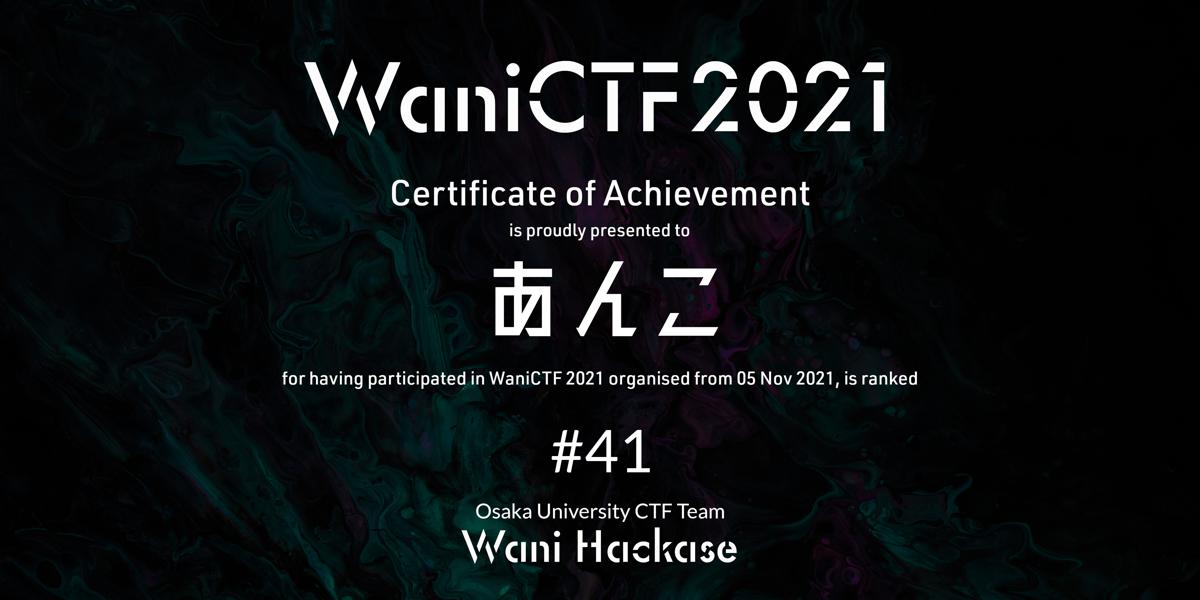 WaniCTF2021
Certificate of Achievement
is proudly presented to
あんこ
for having participated in WaniCTF 2021 organised from 05 Nov 2021, is ranked
#41
Osaka University CTF Team
Wani Hackase